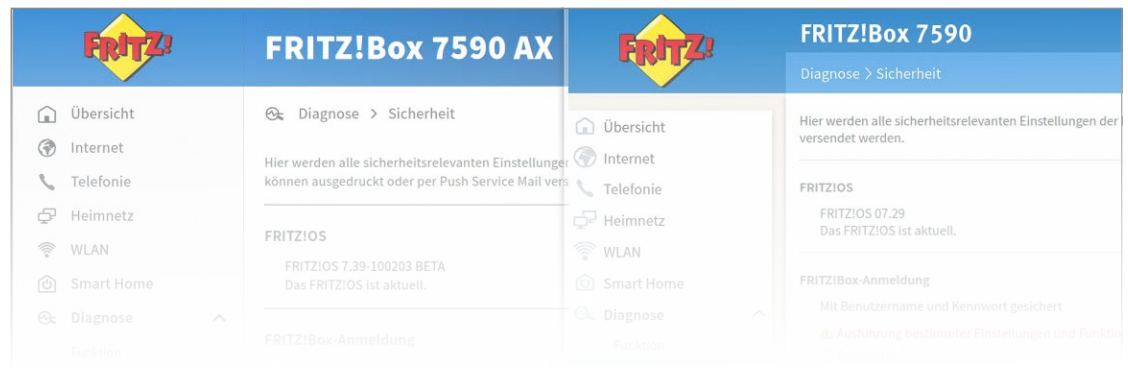 FRITZ!
FRITZ!Box 7590 AX
Übersicht
Internet
Telefonie
Heimnetz
WLAN
Smart Home
Diagnose
Funktion
Diagnose > Sicherheit
Hier werden alle sicherheitsrelevanten Einstellungen
können ausgedruckt oder per Push Service Mail vers
FRITZ!OS
FRITZ!OS 7.39-100203 BETA
Das FRITZ!OS ist aktuell.
FRITZ!Box-Anmeldung
FRITZ!
FRITZ!Box 7590
Diagnose > Sicherheit
Übersicht
Internet
Telefonie
Heimnetz
WLAN
Smart Home
Diagnose
Funktion
Hier werden alle sicherheitsrelevanten Einstellungen der
versendet werden.
FRITZ!OS
FRITZ!OS 07.29
Das FRITZ!OS ist aktuell.
FRITZ!Box-Anmeldung
Mit Benutzername und Kennwort gesichert
Ausführung bestimmter Einstellungen und Funktio